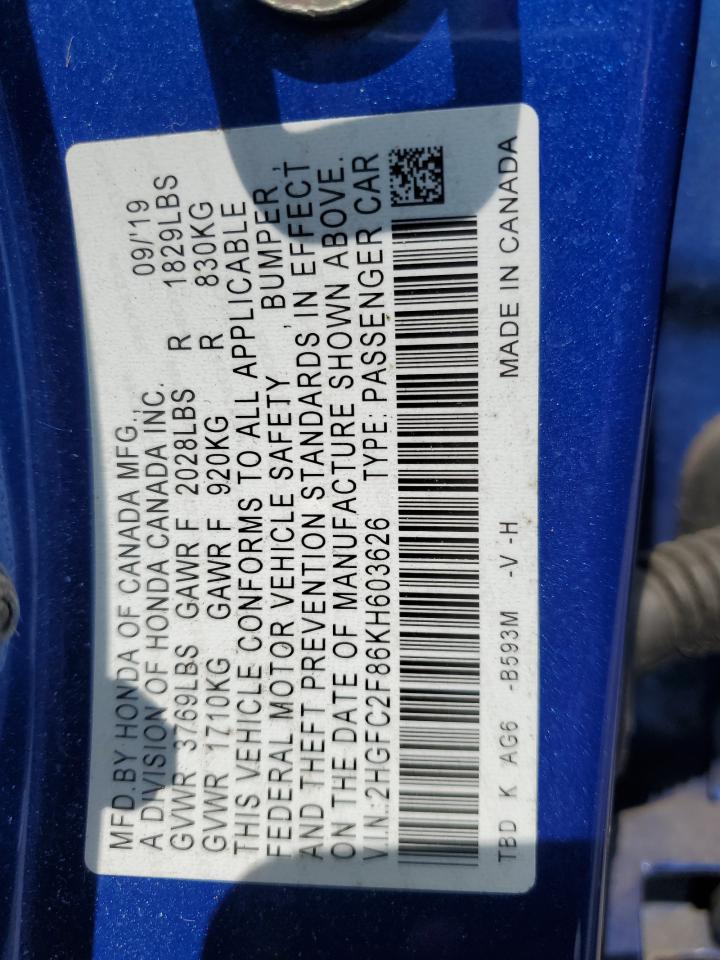 MFD.BY HONDA OF CANADA MFG., 09/'19
A DIVISION OF HONDA CANADA INC.
GVWR 3769LBS GAWR F 2028LBS R 1829LBS
GVWR 1710KG GAWR F 920KG R 830KG
THIS VEHICLE CONFORMS TO ALL APPLICABLE
FEDERAL MOTOR VEHICLE SAFETY , BUMPER ,
AND THEFT PREVENTION STANDARDS IN EFFECT
ON THE DATE OF MANUFACTURE SHOWN ABOVE.
V.I.N.:2HGFC2F86KH603626 TYPE: PASSENGER CAR
TBD K AG6 -B593M -V -H MADE IN CANADA